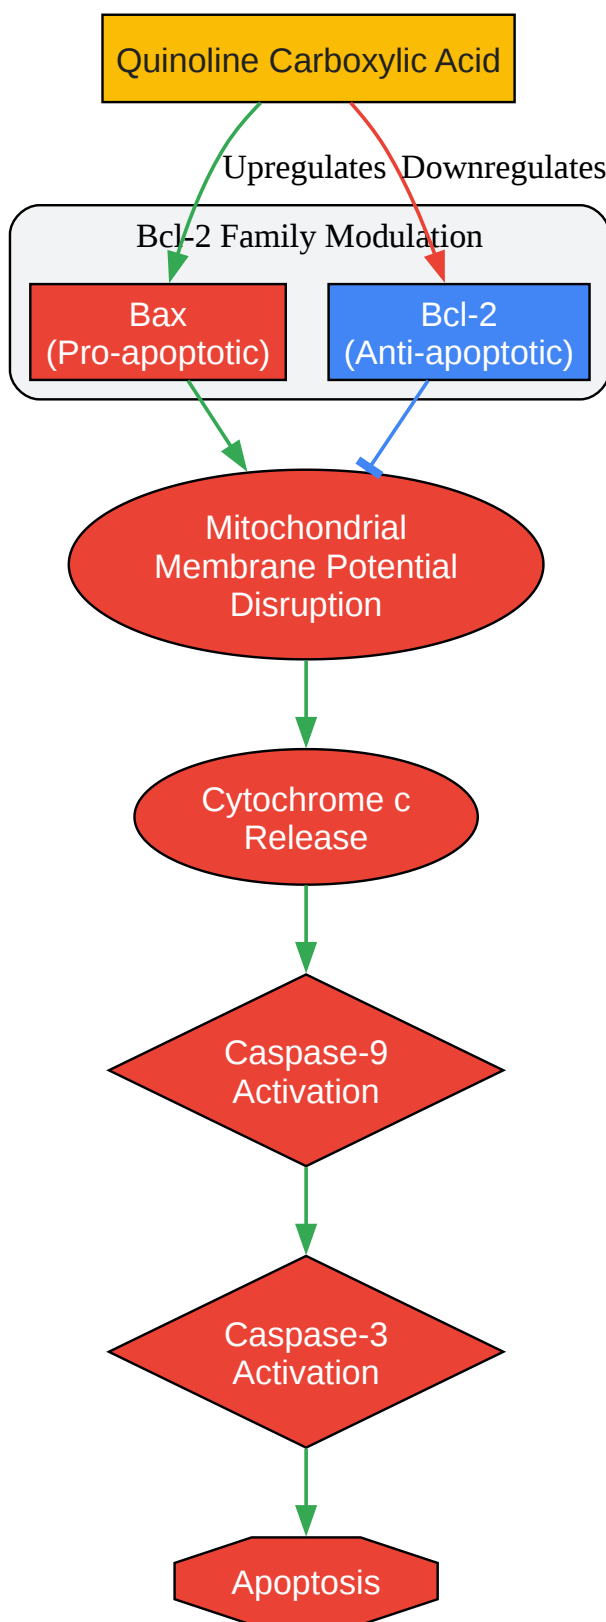 Quinoline Carboxylic Acid
Upregulates
Downregulates
Bcl-2 Family Modulation
Bax
(Pro-apoptotic)
Bcl-2
(Anti-apoptotic)
Mitochondrial
Membrane Potential
Disruption
Cytochrome c
Release
Caspase-9
Activation
Caspase-3
Activation
Apoptosis